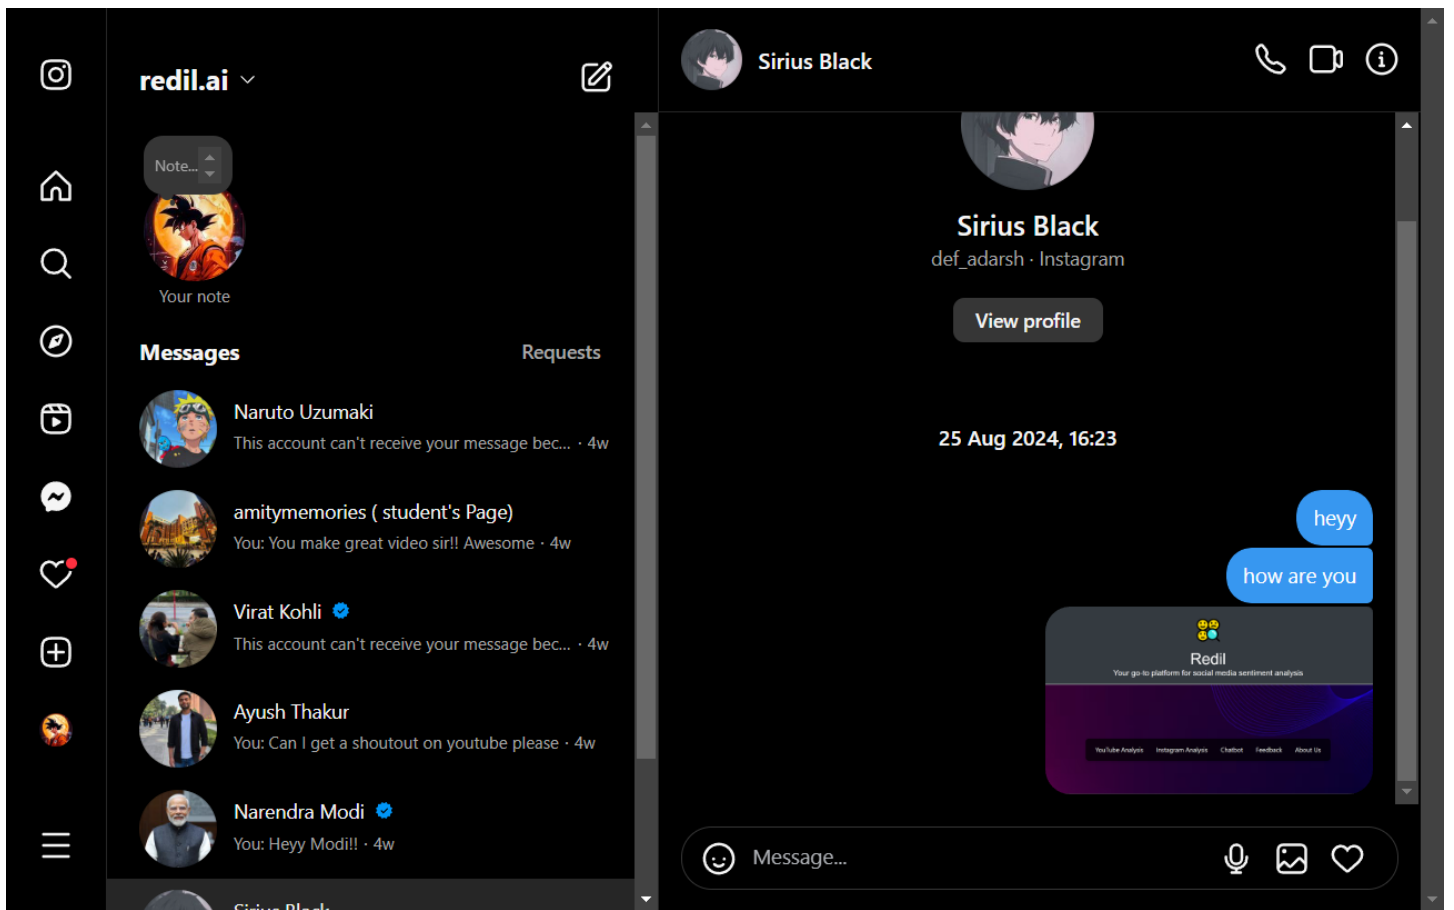 redil.ai
Note...
Your note
Messages
Requests
Naruto Uzumaki
This account can't receive your message bec... · 4w
amitymemories ( student's Page)
You: You make great video sir!! Awesome · 4w
Virat Kohli
This account can't receive your message bec... · 4w
Ayush Thakur
You: Can I get a shoutout on youtube please · 4w
Narendra Modi
You: Heyy Modi!! · 4w
Sirius Black
Sirius Black
Sirius Black
def_adarsh · Instagram
View profile
25 Aug 2024, 16:23
heyy
how are you
Redil
Your go-to platform for social media sentiment analysis
YouTube Analysis Instagram Analysis Chatbot Feedback About Us
Message...